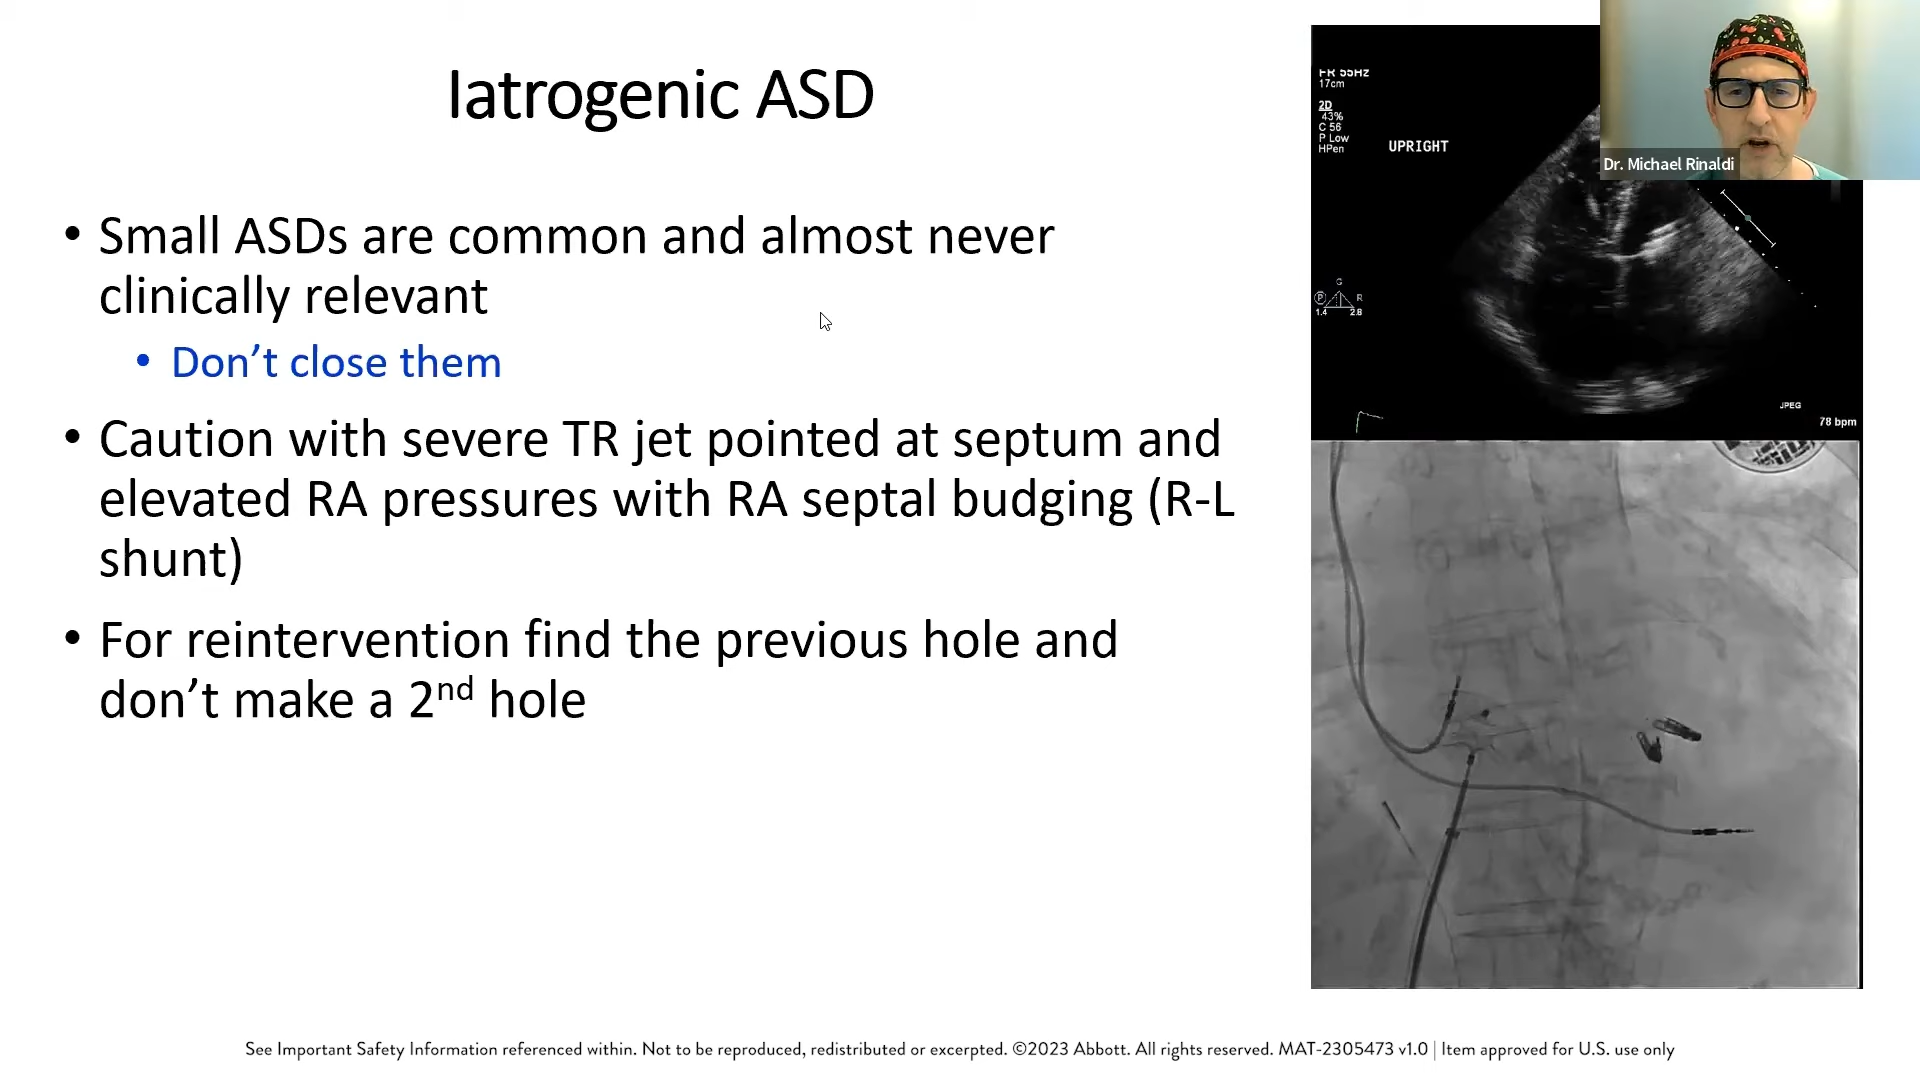 Iatrogenic ASD
• Small ASDs are common and almost never
clinically relevant
• Don’t close them
• Caution with severe TR jet pointed at septum and
elevated RA pressures with RA septal budging (R-L
shunt)
• For reintervention find the previous hole and
don’t make a 2nd hole
FR 55Hz
17cm
2D
43%
C 56
P Low
HPen
UPRIGHT
Dr. Michael Rinaldi
G
P R
1.4 2.8
JPEG
78 bpm
See Important Safety Information referenced within. Not to be reproduced, redistributed or excerpted. ©2023 Abbott. All rights reserved. MAT-2305473 v1.0 | Item approved for U.S. use only